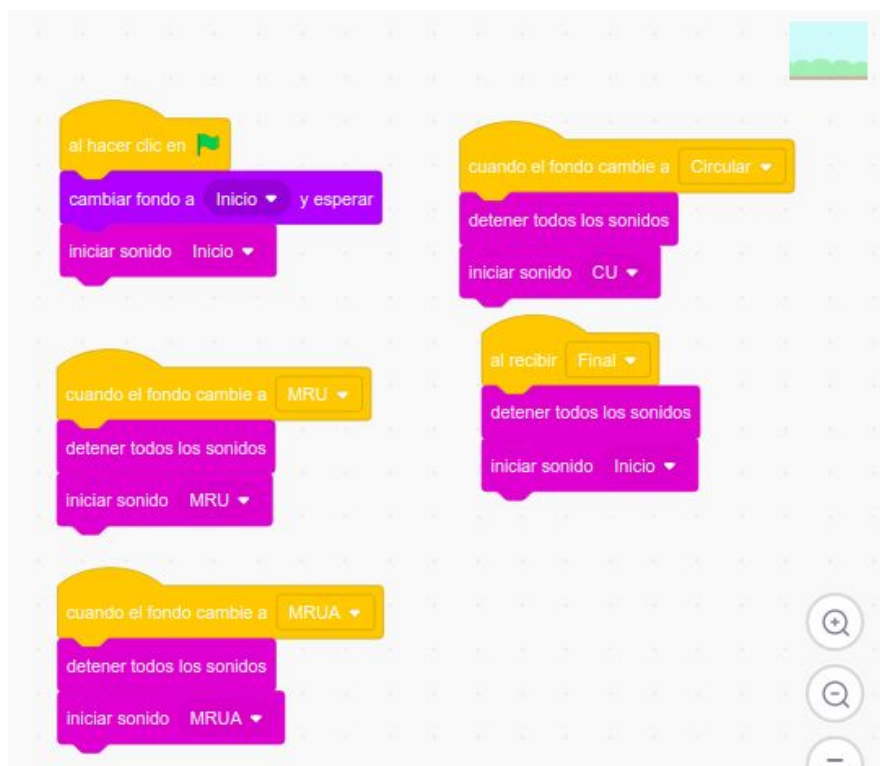 al hacer clic en
cambiar fondo a Inicio y esperar
iniciar sonido Inicio
cuando el fondo cambie a MRU
detener todos los sonidos
iniciar sonido MRU
cuando el fondo cambie a MRUA
detener todos los sonidos
iniciar sonido MRUA
cuando el fondo cambie a Circular
detener todos los sonidos
iniciar sonido CU
al recibir Final
detener todos los sonidos
iniciar sonido Inicio